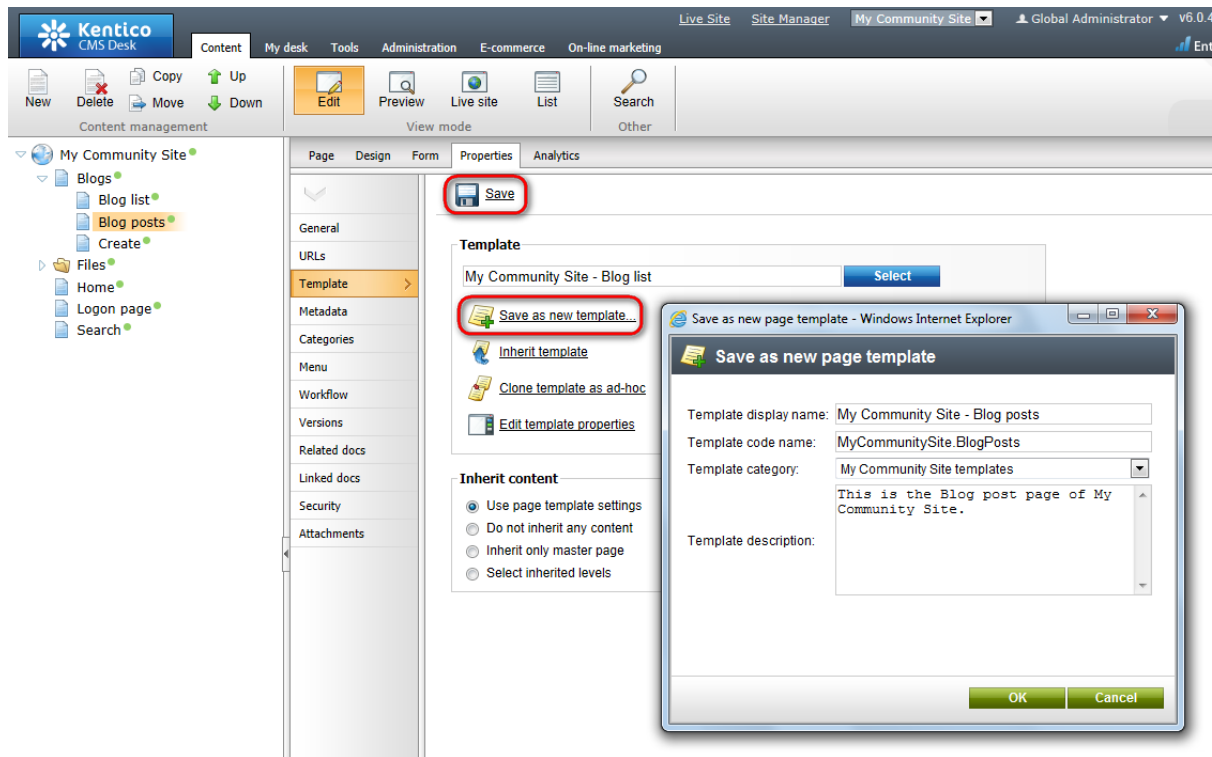 Live Site Site Manager My Community Site Global Administrator v6.0.4
Kentico
CMS Desk
Content My desk Tools Administration E-commerce On-line marketing Ent
New Delete Copy Move Up Down
Content management
Edit Preview Live site List
View mode
Search
Other
My Community Site
Blogs
Blog list
Blog posts
Create
Files
Home
Logon page
Search
Page Design Form Properties Analytics
Save
General
URLs
Template >
Metadata
Categories
Menu
Workflow
Versions
Related docs
Linked docs
Security
Attachments
Template
My Community Site - Blog list Select
Save as new template...
Inherit template
Clone template as ad-hoc
Edit template properties
Inherit content
Use page template settings
Do not inherit any content
Inherit only master page
Select inherited levels
Save as new page template - Windows Internet Explorer
Save as new page template
Template display name: My Community Site - Blog posts
Template code name: MyCommunitySite.BlogPosts
Template category: My Community Site templates
Template description:
This is the Blog post page of My
Community Site.
OK Cancel